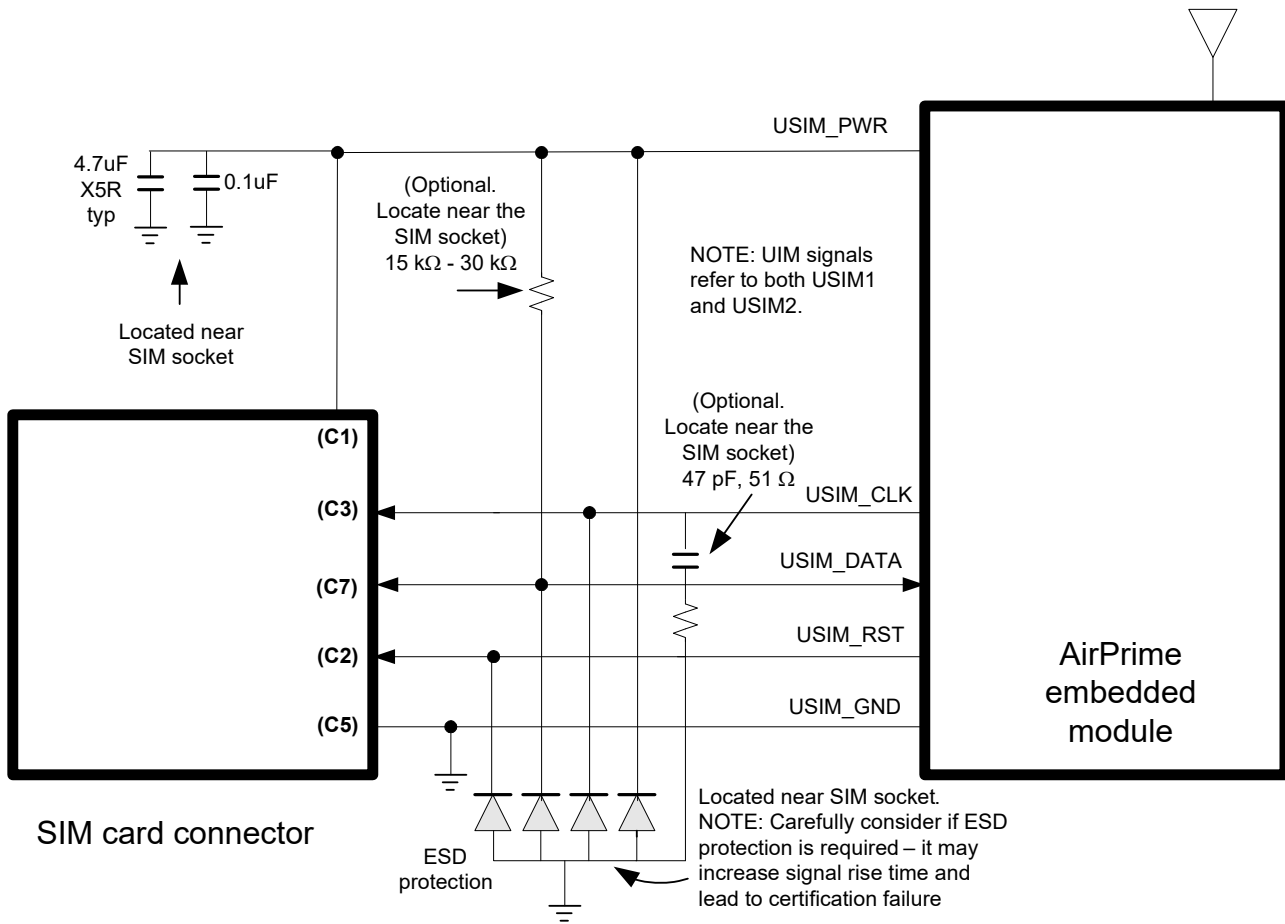 USIM_PWR
4.7uF
X5R
typ
0.1uF
(Optional.
Locate near the
SIM socket)
15 kΩ - 30 kΩ
NOTE: UIM signals
refer to both USIM1
and USIM2.
Located near
SIM socket
(Optional.
Locate near the
SIM socket)
47 pF, 51 Ω
(C1)
(C3)
USIM_CLK
(C7)
USIM_DATA
(C2)
USIM_RST
(C5)
USIM_GND
AirPrime
embedded
module
SIM card connector
ESD
protection
Located near SIM socket.
NOTE: Carefully consider if ESD
protection is required – it may
increase signal rise time and
lead to certification failure